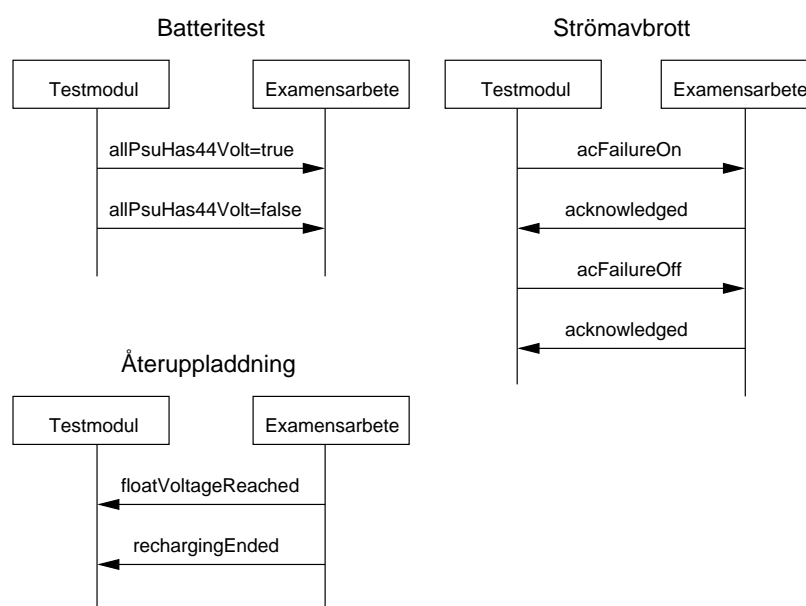 Batteritest
Testmodul
Examensarbete
allPsuHas44Volt=true
allPsuHas44Volt=false
Strömavbrott
Testmodul
Examensarbete
acFailureOn
acknowledged
acFailureOff
acknowledged
Återuppladdning
Testmodul
Examensarbete
floatVoltageReached
rechargingEnded